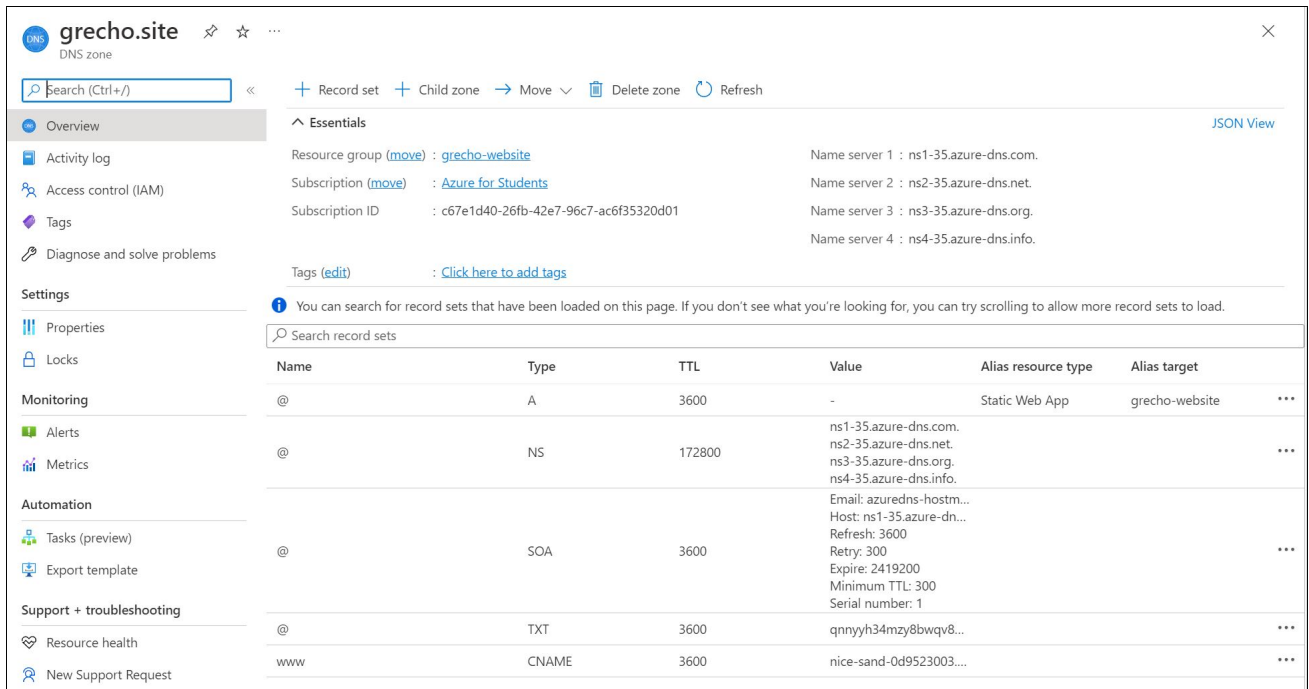 DNS
grecho.site
DNS zone
Search (Ctrl+/)
Overview
Activity log
Access control (IAM)
Tags
Diagnose and solve problems
Settings
Properties
Locks
Monitoring
Alerts
Metrics
Automation
Tasks (preview)
Export template
Support + troubleshooting
Resource health
New Support Request
Record set Child zone Move Delete zone Refresh
Essentials JSON View
Resource group (move) : grecho-website
Subscription (move) : Azure for Students
Subscription ID : c67e1d40-26fb-42e7-96c7-ac6f35320d01
Name server 1 : ns1-35.azure-dns.com.
Name server 2 : ns2-35.azure-dns.net.
Name server 3 : ns3-35.azure-dns.org.
Name server 4 : ns4-35.azure-dns.info.
Tags (edit) : Click here to add tags
You can search for record sets that have been loaded on this page. If you don't see what you're looking for, you can try scrolling to allow more record sets to load.
Search record sets
Name Type TTL Value Alias resource type Alias target
@ A 3600 - Static Web App grecho-website
@ NS 172800 ns1-35.azure-dns.com.
ns2-35.azure-dns.net.
ns3-35.azure-dns.org.
ns4-35.azure-dns.info.
@ SOA 3600 Email: azuredns-hostm...
Host: ns1-35.azure-dn...
Refresh: 3600
Retry: 300
Expire: 2419200
Minimum TTL: 300
Serial number: 1
@ TXT 3600 qnnyyh34mzy8bwqv8...
www CNAME 3600 nice-sand-0d9523003....